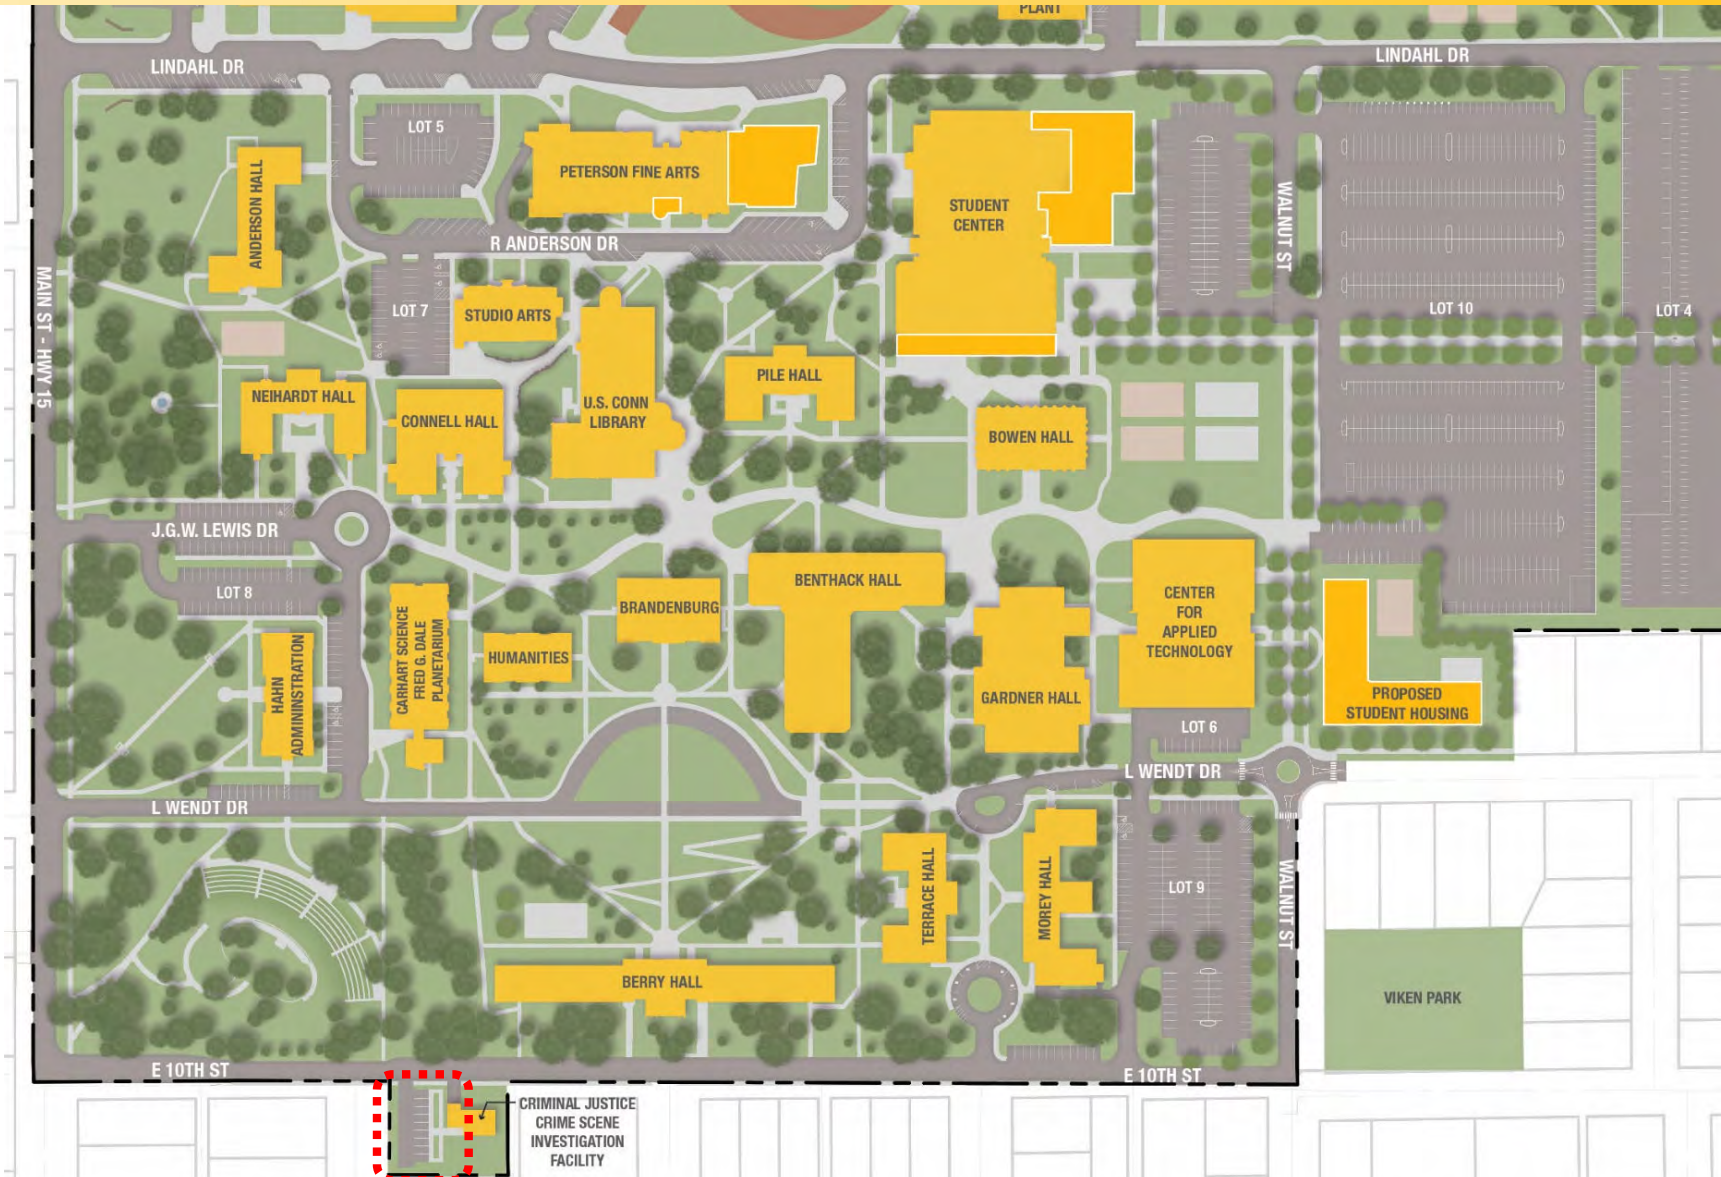 PLANT
LINDAHL DR
LINDAHL DR
LOT 5
PETERSON FINE ARTS
ANDERSON HALL
STUDENT
CENTER
WALNUT ST
R ANDERSON DR
MAIN ST - HWY 15
LOT 7
STUDIO ARTS
LOT 10
LOT 4
PILE HALL
NEIHARDT HALL
CONNELL HALL
U.S. CONN
LIBRARY
BOWEN HALL
J.G.W. LEWIS DR
LOT 8
BRANDENBURG
BENTHACK HALL
CENTER
FOR
APPLIED
TECHNOLOGY
CARHART SCIENCE
FRED G. DALE
PLANETARIUM
HUMANITIES
HAHN
ADMININSTRATION
GARDNER HALL
PROPOSED
STUDENT HOUSING
LOT 6
L WENDT DR
L WENDT DR
TERRACE HALL
MOREY HALL
LOT 9
WALNUT ST
BERRY HALL
VIKEN PARK
E 10TH ST
E 10TH ST
CRIMINAL JUSTICE
CRIME SCENE
INVESTIGATION
FACILITY